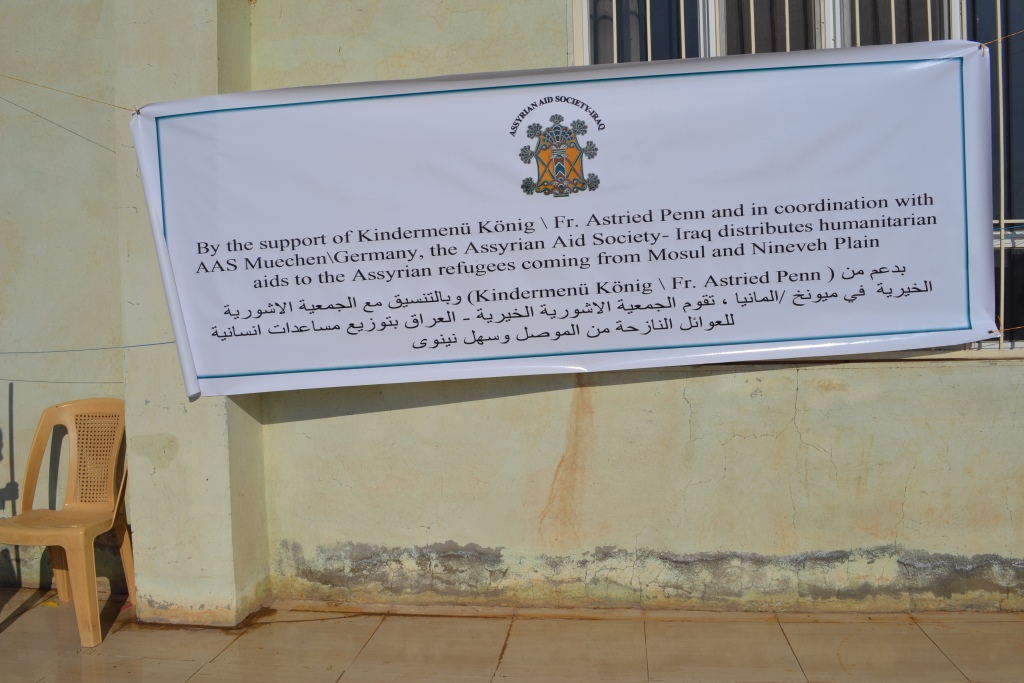 ASSYRIAN AID SOCIETY-IRAQ
By the support of Kindermenü König \ Fr. Astried Penn and in coordination with
AAS Muechen\Germany, the Assyrian Aid Society- Iraq distributes humanitarian
aids to the Assyrian refugees coming from Mosul and Nineveh Plain
بدعم من ( Kindermenü König \ Fr. Astried Penn) وبالتنسيق مع الجمعية الاشورية
الخيرية في ميونخ /المانيا ، تقوم الجمعية الاشورية الخيرية - العراق بتوزيع مساعدات انسانية
للعوائل النازحة من الموصل وسهل نينوى